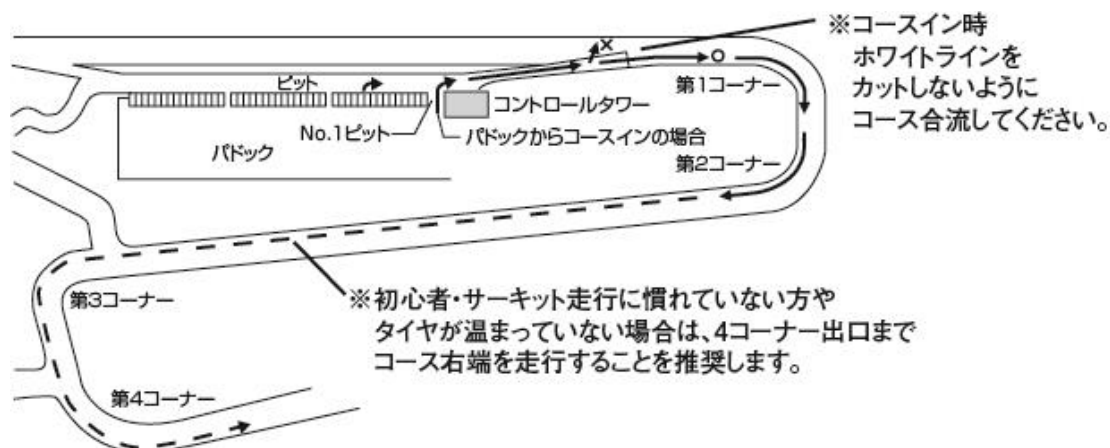 ※コースイン時
ホワイトラインを
カットしないように
コース合流してください。
×
○
ピット
第1コーナー
コントロールタワー
No.1ピット
パドックからコースインの場合
パドック
第2コーナー
第3コーナー
※初心者・サーキット走行に慣れていない方や
タイヤが温まっていない場合は、4コーナー出口まで
コース右端を走行することを推奨します。
第4コーナー